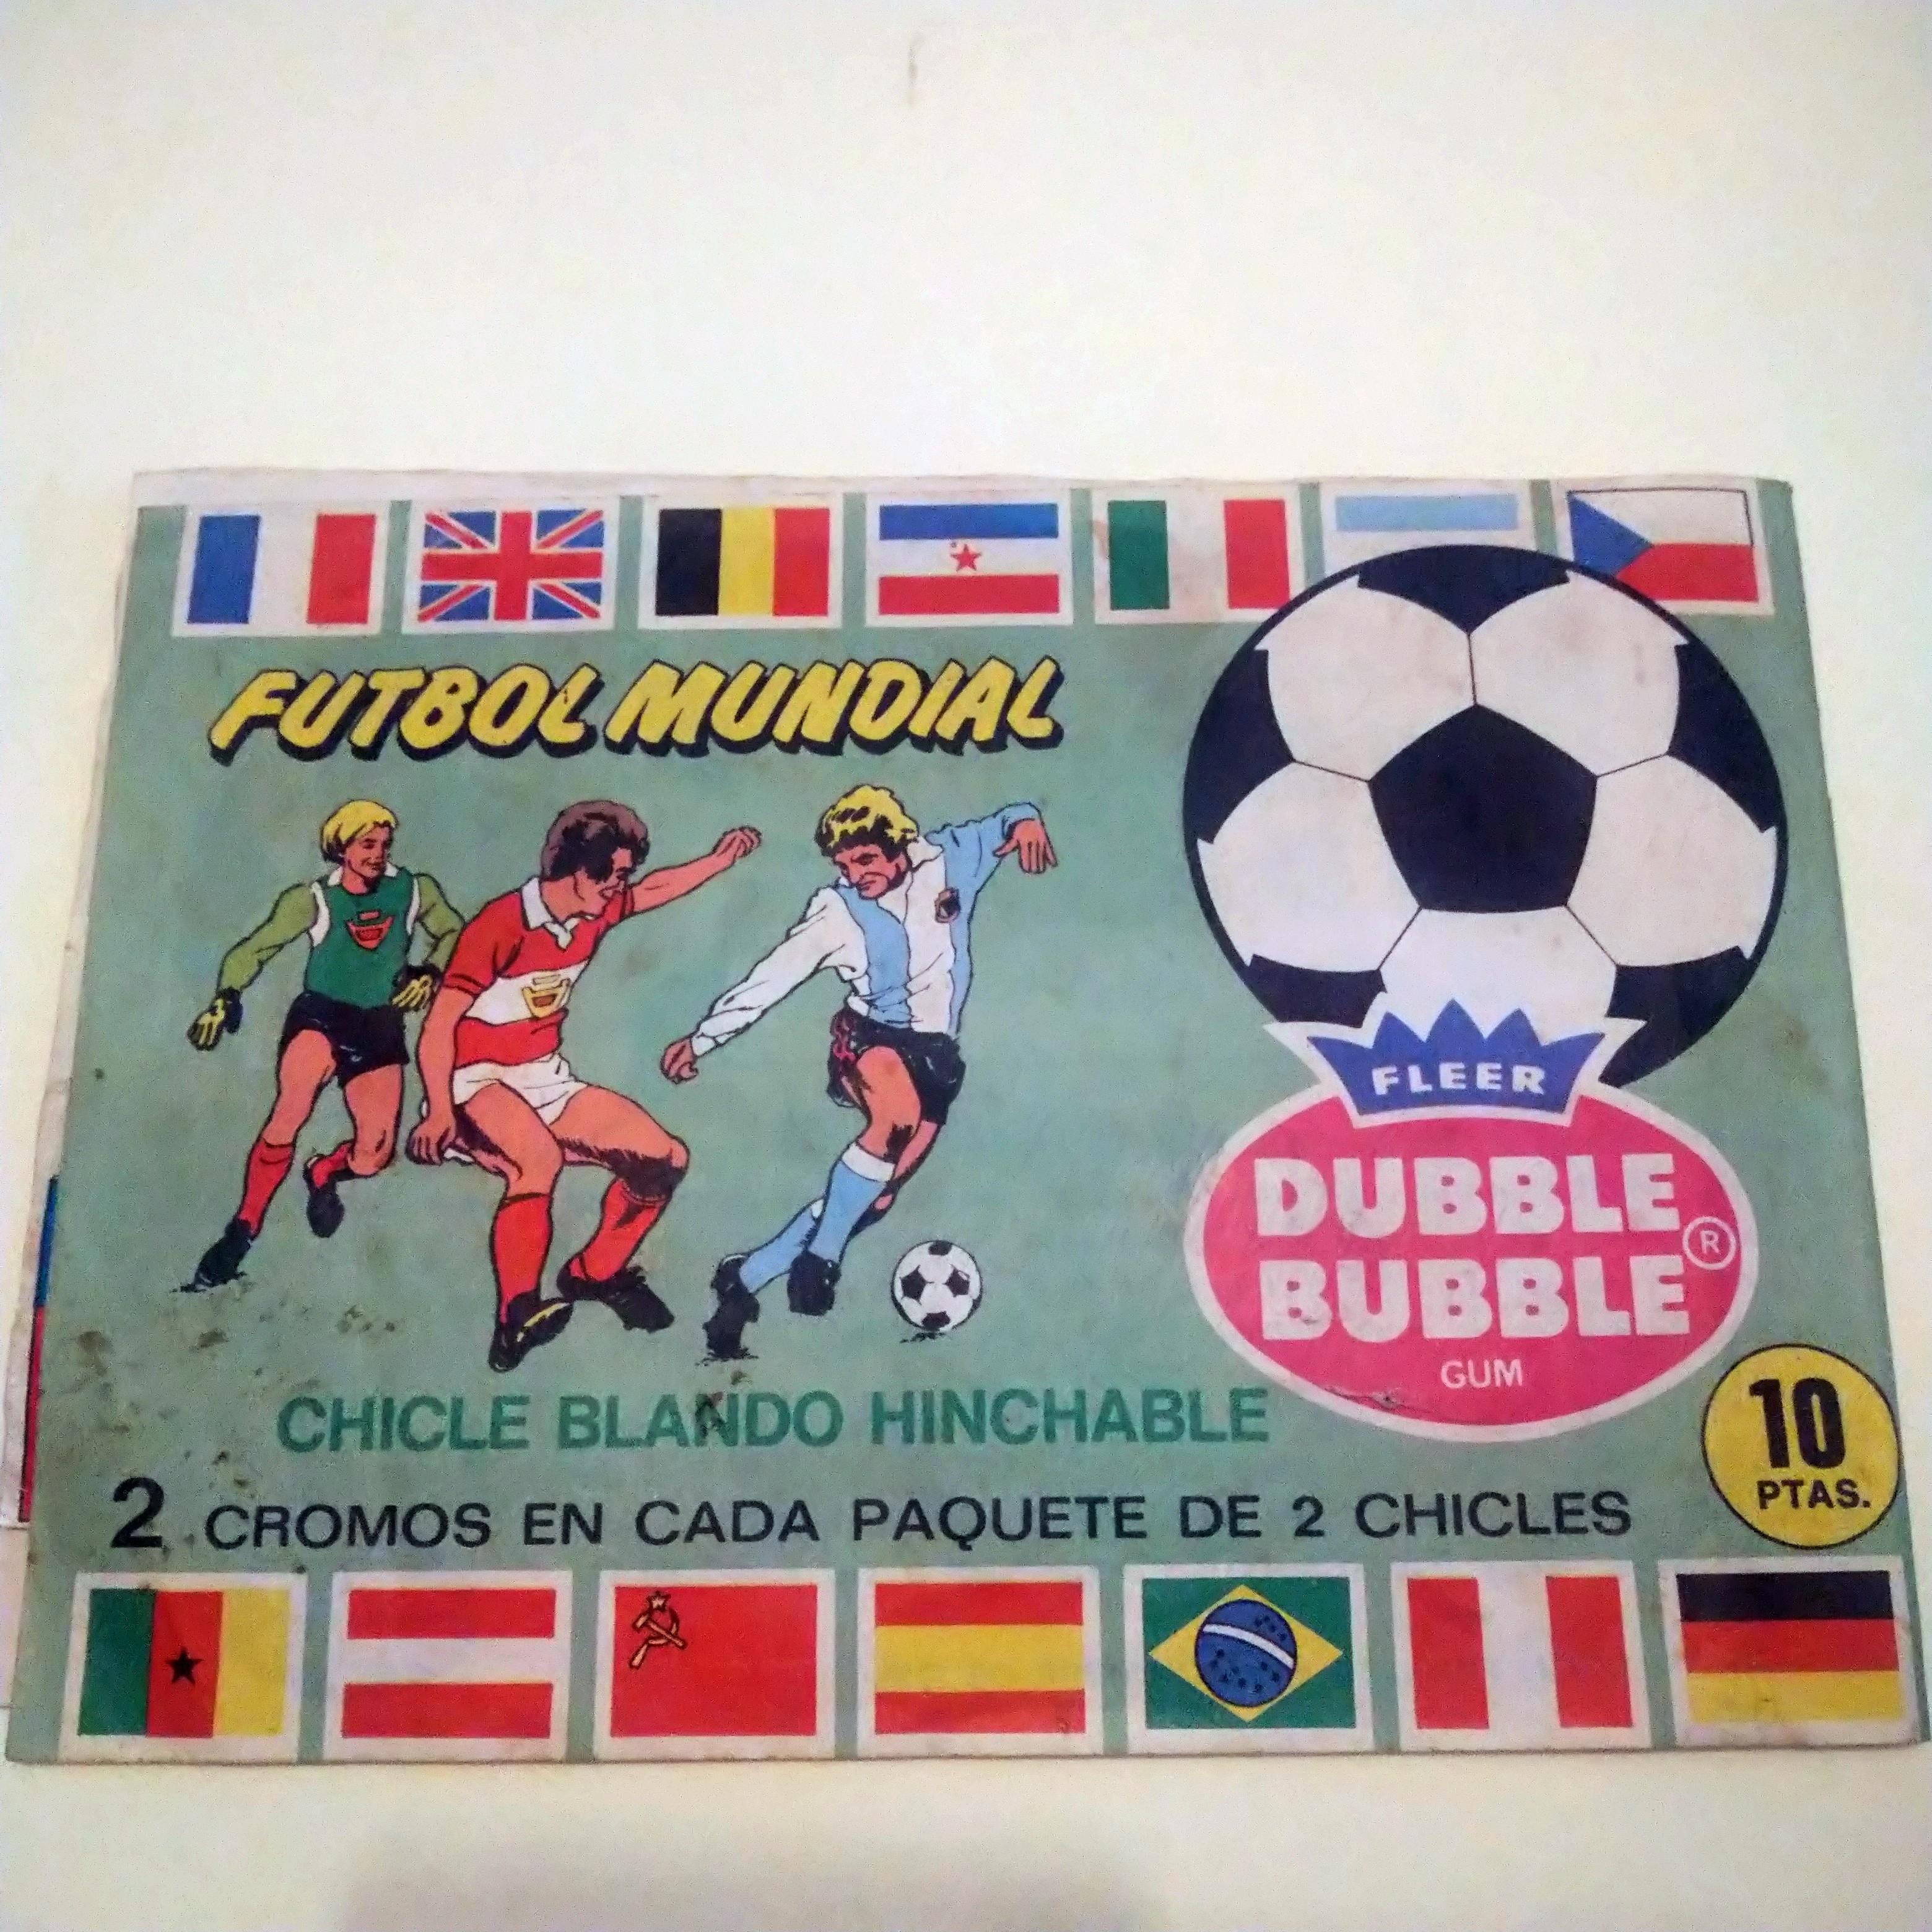 FUTBOL MUNDIAL
FLEER
DUBBLE
BUBBLE ®
GUM
CHICLE BLANDO HINCHABLE
10
PTAS.
2 CROMOS EN CADA PAQUETE DE 2 CHICLES